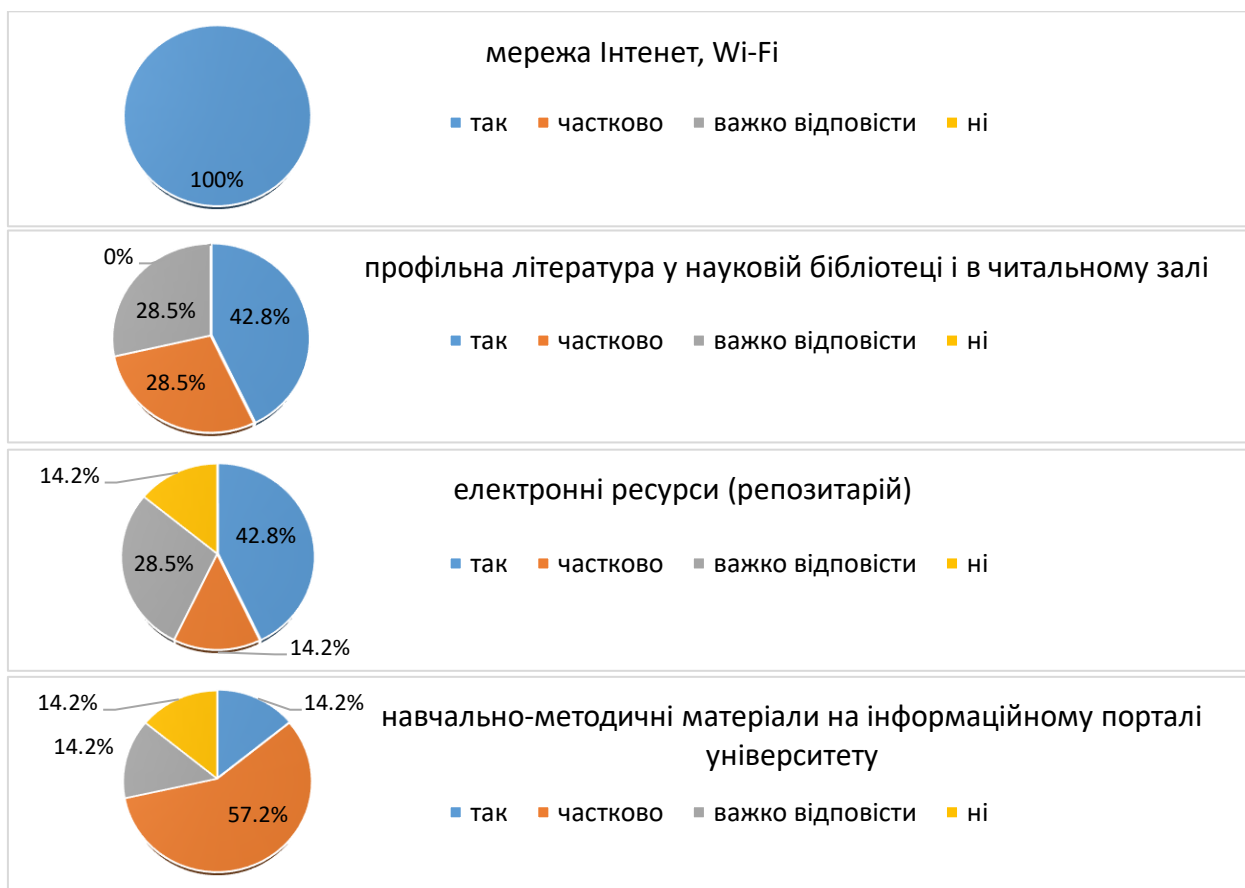 мережа Інтенет, Wi-Fi
так частково важко відповісти ні
100%
0%
профільна література у науковій бібліотеці і в читальному залі
28.5% 42.8%
так частково важко відповісти ні
28.5%
14.2%
електронні ресурси (репозитарій)
42.8%
28.5%
так частково важко відповісти ні
14.2%
14.2% 14.2%
навчально-методичні матеріали на інформаційному порталі
університету
14.2%
57.2%
так частково важко відповісти ні